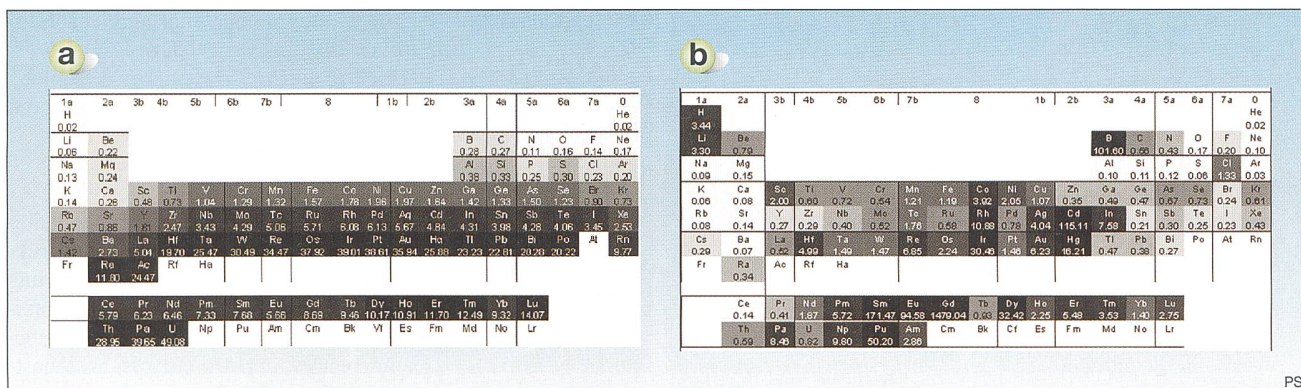 a
1a 2a 3b 4b 5b 6b 7b 8 1b 2b 3a 4a 5a 6a 7a 0
H He
0.02 0.02
Li Be B C N O F Ne
0.06 0.22 0.28 0.27 0.11 0.16 0.14 0.17
Na Mg Al Si P S Cl Ar
0.13 0.24 0.38 0.33 0.25 0.30 0.23 0.20
K Ca Sc Ti V Cr Mn Fe Co Ni Cu Zn Ga Ge As Se Br Kr
0.14 0.26 0.48 0.73 1.04 1.29 1.32 1.57 1.78 1.96 1.97 1.64 1.42 1.33 1.50 1.23 0.90 0.73
Rb Sr Y Zr Nb Mo Tc Ru Rh Pd Ag Cd In Sn Sb Te I Xe
0.47 0.86 1.61 2.47 3.43 4.29 5.06 5.71 6.08 6.13 5.67 4.84 4.31 3.98 4.28 4.06 3.45 2.53
Cs Ba La Hf Ta W Re Os Ir Pt Au Hg Tl Pb Bi Po At Rn
1.42 2.73 5.04 19.70 25.47 30.49 34.47 37.92 39.01 38.61 35.94 25.88 23.23 22.81 20.28 20.22 9.77
Fr Ra Ac Rf Ha
11.80 24.47
Ce Pr Nd Pm Sm Eu Gd Tb Dy Ho Er Tm Yb Lu
5.79 6.23 6.46 7.33 7.68 5.66 8.69 9.46 10.17 10.91 11.70 12.49 9.32 14.07
Th Pa U Np Pu Am Cm Bk Vf Es Fm Md No Lr
28.95 39.65 49.08
b
1a 2a 3b 4b 5b 6b 7b 8 1b 2b 3a 4a 5a 6a 7a 0
H He
3.44 0.02
Li Be B C N O F Ne
3.30 0.79 101.60 0.56 0.43 0.17 0.20 0.10
Na Mg Al Si P S Cl Ar
0.09 0.15 0.10 0.11 0.12 0.06 1.33 0.03
K Ca Sc Ti V Cr Mn Fe Co Ni Cu Zn Ga Ge As Se Br Kr
0.06 0.08 2.00 0.60 0.72 0.54 1.21 1.19 3.92 2.05 1.07 0.35 0.49 0.47 0.67 0.73 0.24 0.61
Rb Sr Y Zr Nb Mo Tc Ru Rh Pd Ag Cd In Sn Sb Te I Xe
0.08 0.14 0.27 0.29 0.40 0.52 1.76 0.58 10.88 0.78 4.04 115.11 7.58 0.21 0.30 0.25 0.23 0.43
Cs Ba La Hf Ta W Re Os Ir Pt Au Hg Tl Pb Bi Po At Rn
0.29 0.07 0.52 4.99 1.49 1.47 6.85 2.24 30.46 1.46 6.23 16.21 0.47 0.38 0.27
Fr Ra Ac Rf Ha
0.34
Ce Pr Nd Pm Sm Eu Gd Tb Dy Ho Er Tm Yb Lu
0.14 0.41 1.87 5.72 171.47 94.58 1479.04 0.93 32.42 2.25 5.48 3.53 1.40 2.75
Th Pa U Np Pu Am Cm Bk Cf Es Fm Md No Lr
0.59 8.46 0.82 9.80 50.20 2.86
PS